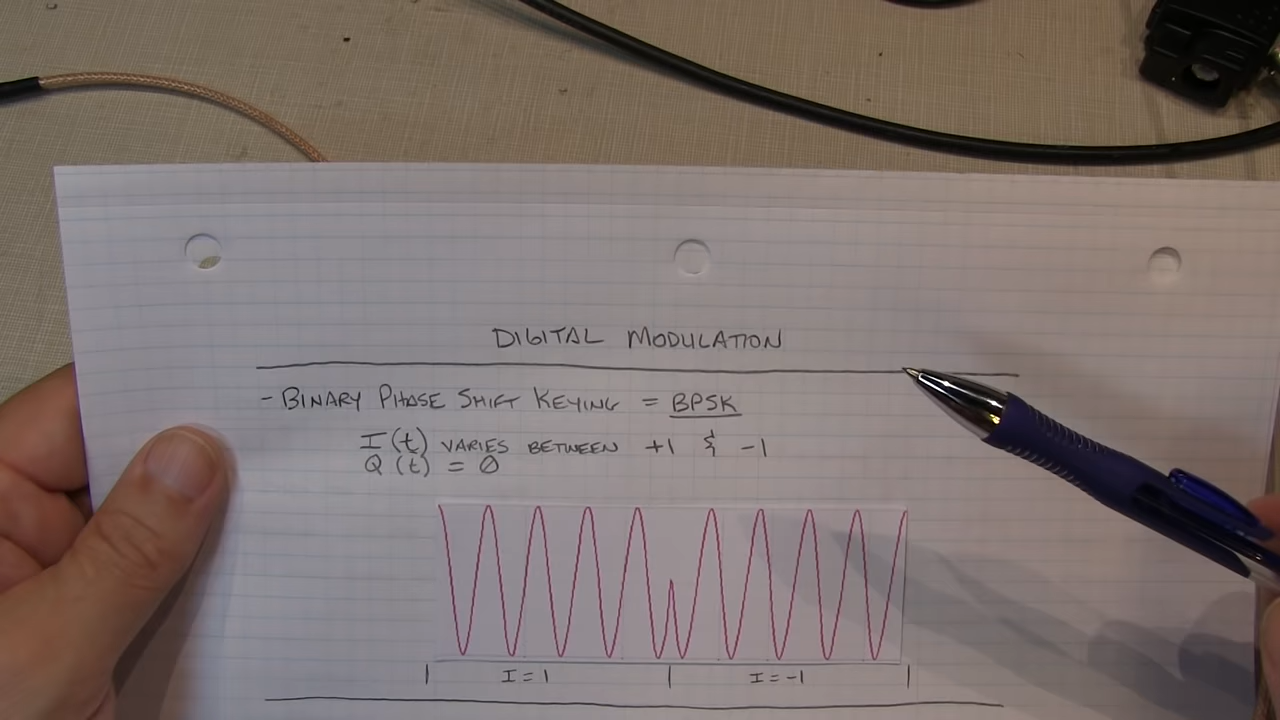 DIGITAL MODULATION
- BINARY PHASE SHIFT KEYING = BPSK
I(t) VARIES BETWEEN +1 & -1
Q(t) = 0
I = 1
I = -1